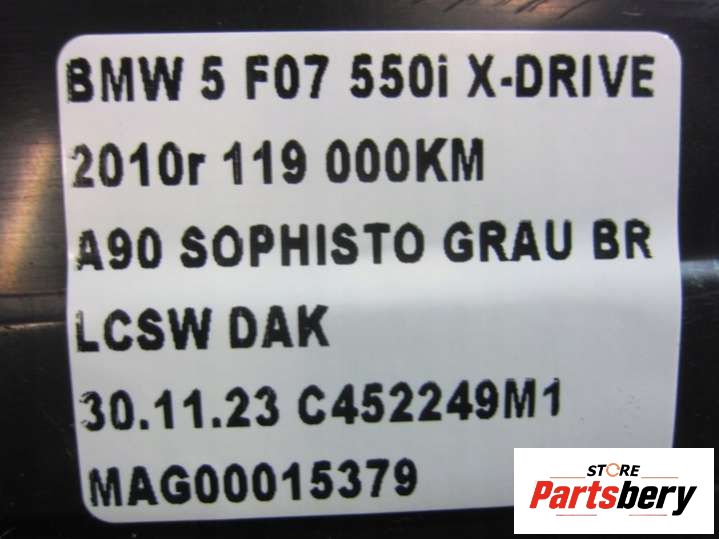 BMW 5 F07 550i X-DRIVE
2010r 119 000KM
A90 SOPHISTO GRAU BR
LCSW DAK
30.11.23 C452249M1
MAG00015379
STORE
Partsbery